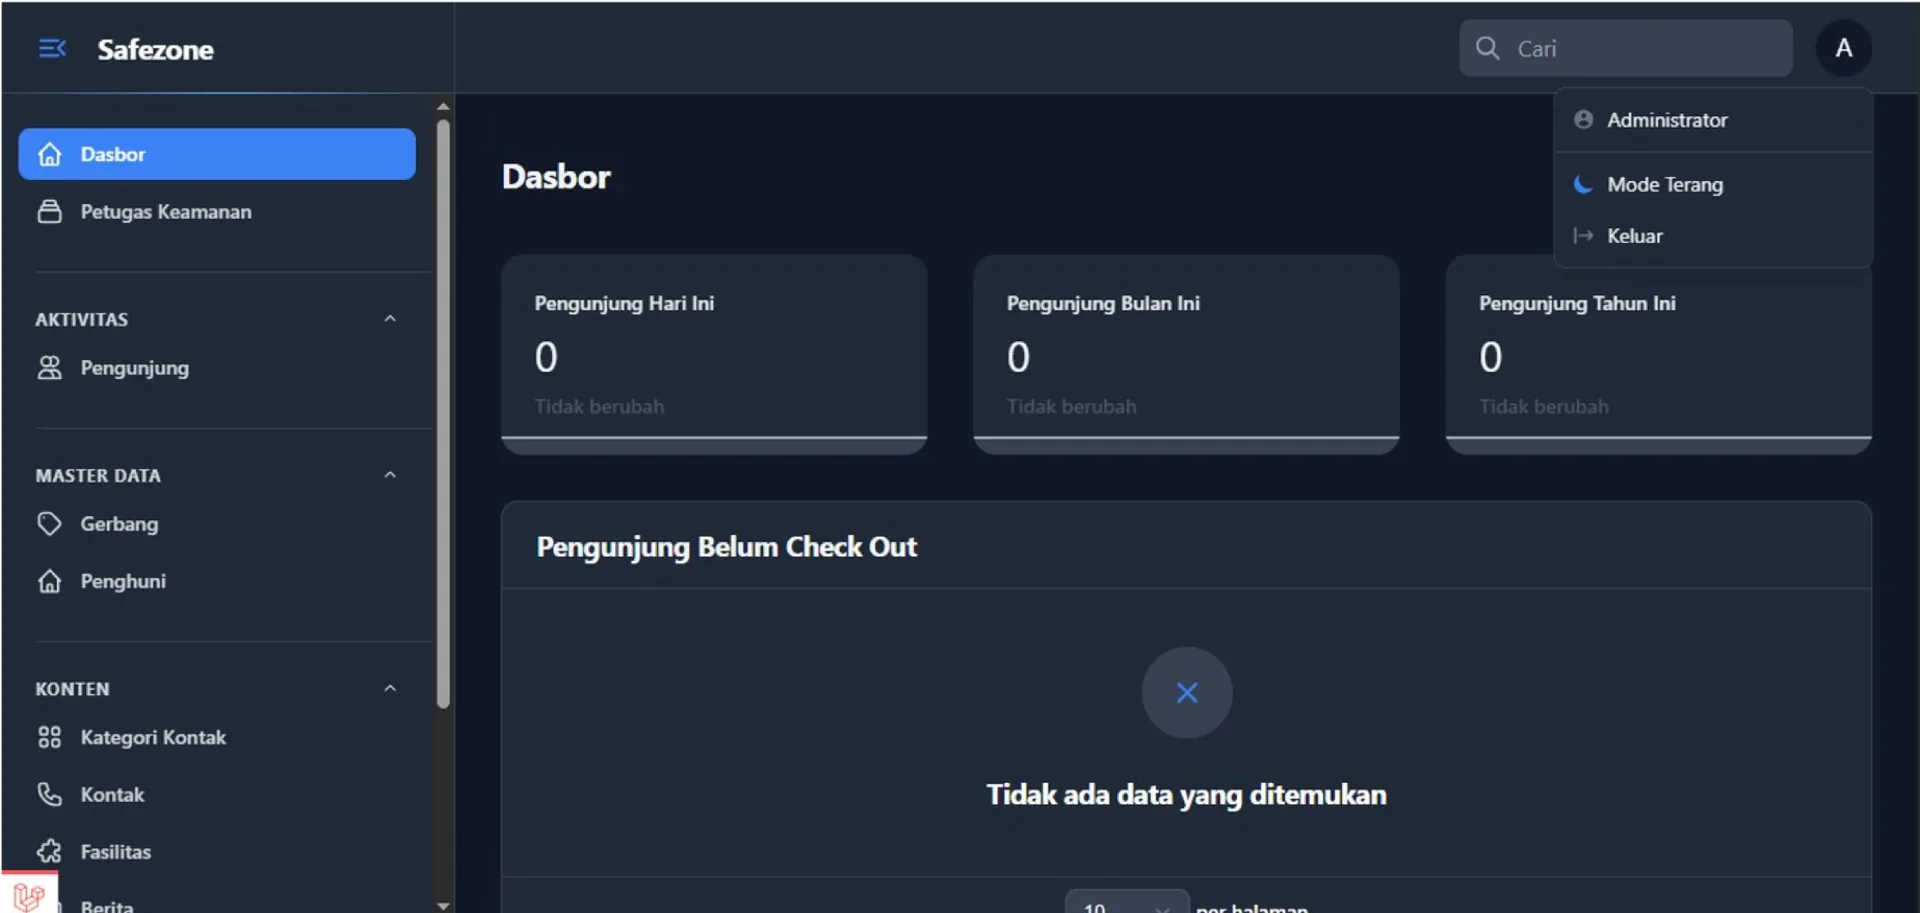 Safezone
Cari
A
Administrator
Mode Terang
Keluar
Dasbor
Petugas Keamanan
AKTIVITAS
Pengunjung
MASTER DATA
Gerbang
Penghuni
KONTEN
Kategori Kontak
Kontak
Fasilitas
Berita
Dasbor
Pengunjung Hari Ini
0
Tidak berubah
Pengunjung Bulan Ini
0
Tidak berubah
Pengunjung Tahun Ini
0
Tidak berubah
Pengunjung Belum Check Out
Tidak ada data yang ditemukan
10 per halaman